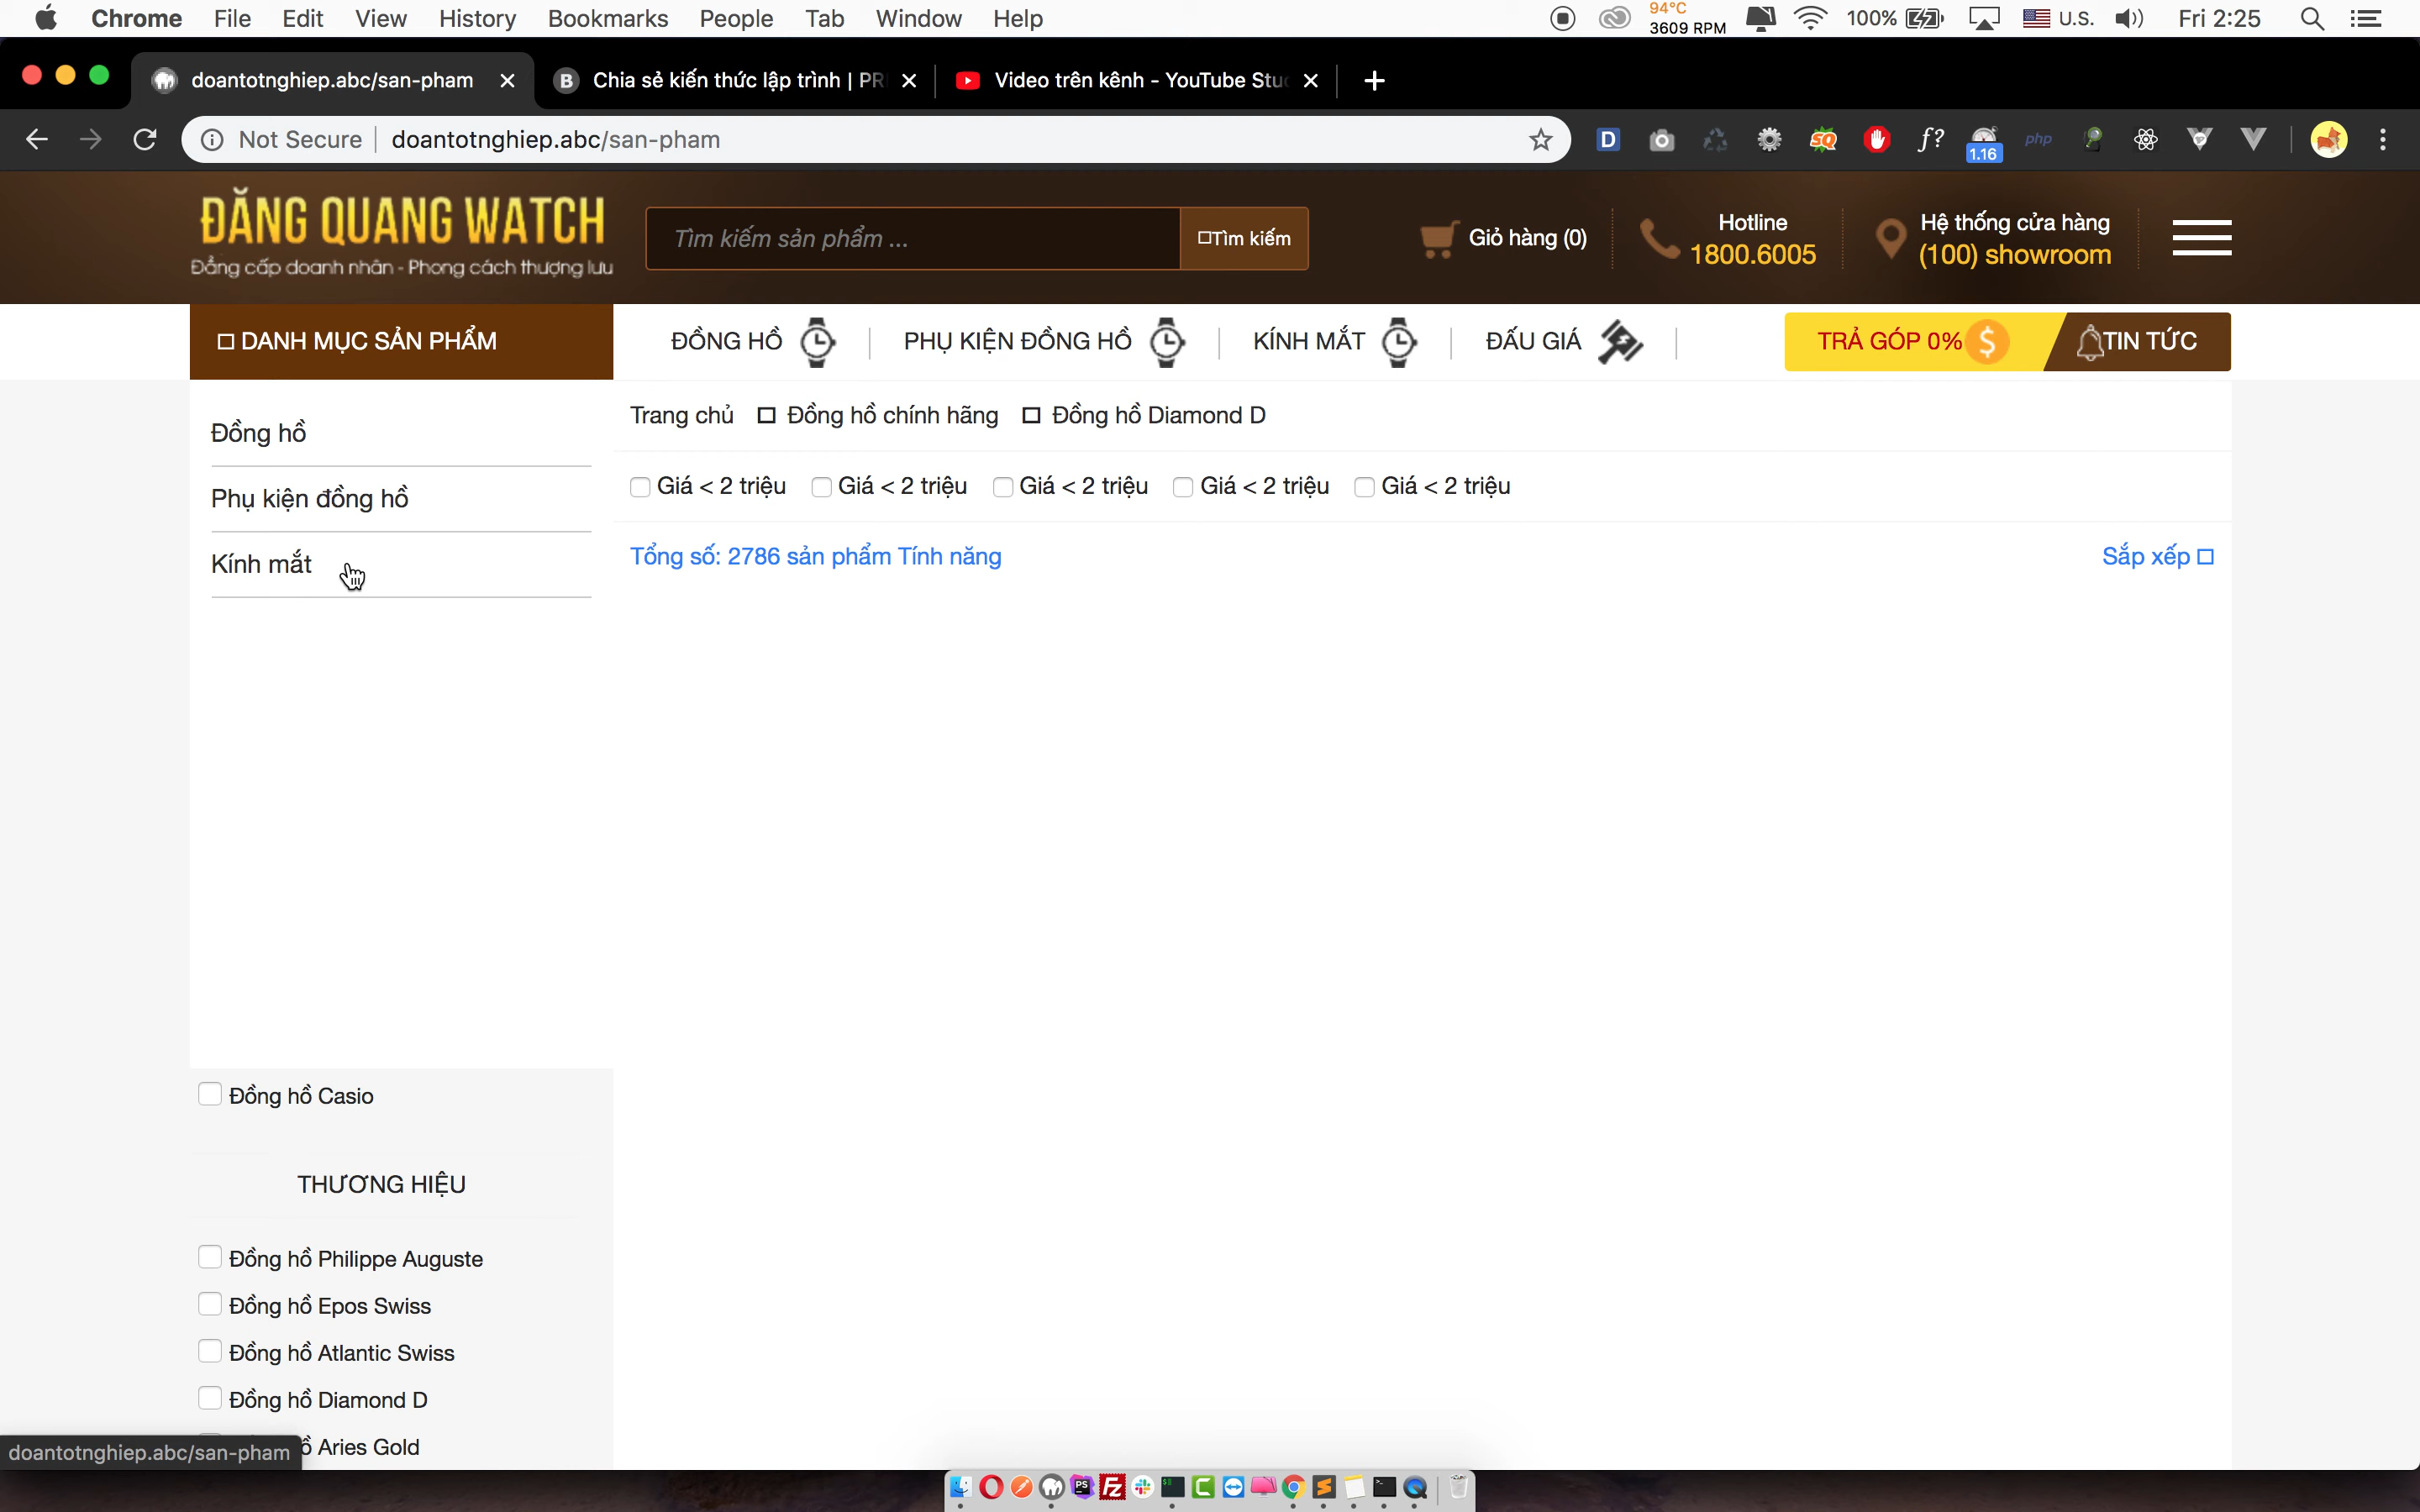 Chrome File Edit View History Bookmarks People Tab Window Help 94°C 3609 RPM 100% U.S. Fri 2:25
doantotnghiep.abc/san-pham Chia sẻ kiến thức lập trình | PR Video trên kênh - YouTube Stu
Not Secure doantotnghiep.abc/san-pham D SQ f? 1.16 php
ĐĂNG QUANG WATCH
Đẳng cấp doanh nhân - Phong cách thượng lưu
Tìm kiếm sản phẩm ... Tìm kiếm
Giỏ hàng (0)
Hotline
1800.6005
Hệ thống cửa hàng
(100) showroom
DANH MỤC SẢN PHẨM ĐỒNG HỒ PHỤ KIỆN ĐỒNG HỒ KÍNH MẮT ĐẤU GIÁ TRẢ GÓP 0% TIN TỨC
Đồng hồ
Phụ kiện đồng hồ
Kính mắt
Trang chủ Đồng hồ chính hãng Đồng hồ Diamond D
Giá < 2 triệu Giá < 2 triệu Giá < 2 triệu Giá < 2 triệu Giá < 2 triệu
Tổng số: 2786 sản phẩm Tính năng Sắp xếp
Đồng hồ Casio
THƯƠNG HIỆU
Đồng hồ Philippe Auguste
Đồng hồ Epos Swiss
Đồng hồ Atlantic Swiss
Đồng hồ Diamond D
Aries Gold
doantotnghiep.abc/san-pham